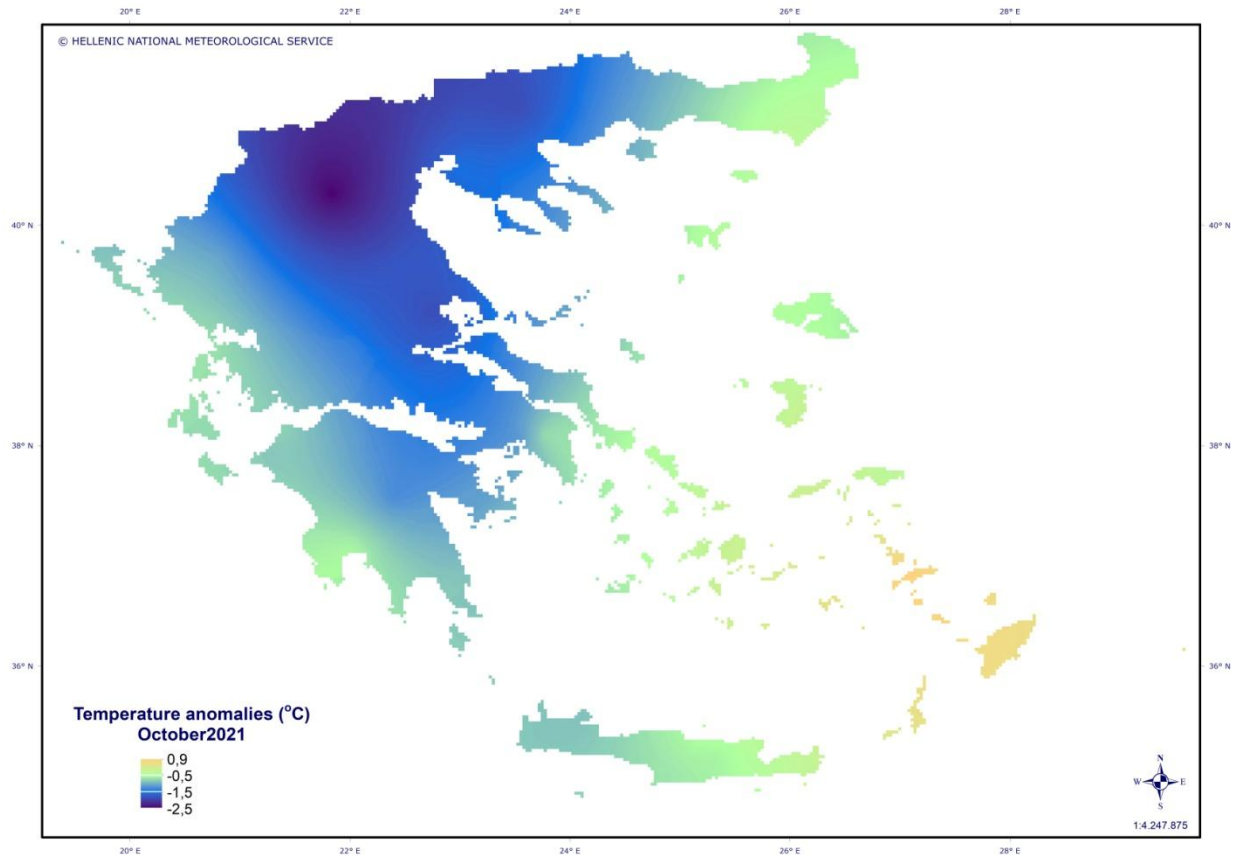 20° E 22° E 24° E 26° E 28° E
© HELLENIC NATIONAL METEOROLOGICAL SERVICE
40° N 40° N
38° N 38° N
36° N 36° N
Temperature anomalies (°C)
October2021
0,9
-0,5
-1,5
-2,5
N
W E
S
1:4.247.875
20° E 22° E 24° E 26° E 28° E